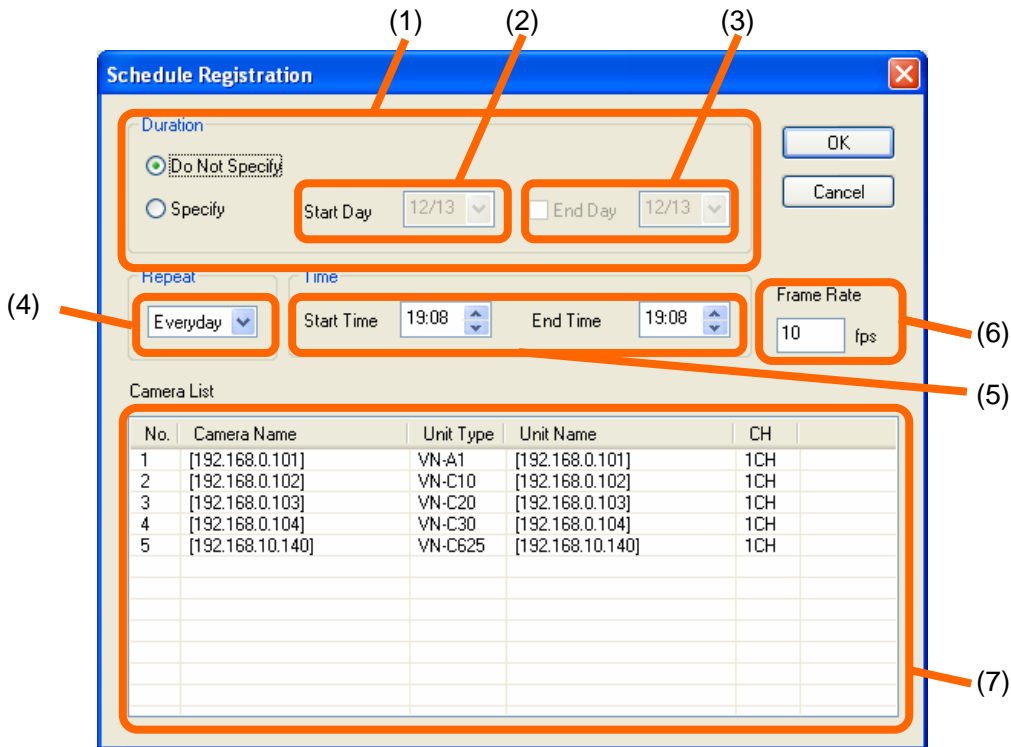 (1) (2) (3)
Schedule Registration
Duration
Do Not Specify
OK
Specify Start Day 12/13 End Day 12/13
Cancel
Repeat Time Frame Rate
(4) Everyday Start Time 19:08 End Time 19:08 10 fps (6)
(5)
Camera List
No. Camera Name Unit Type Unit Name CH
1 [192.168.0.101] VN-A1 [192.168.0.101] 1CH
2 [192.168.0.102] VN-C10 [192.168.0.102] 1CH
3 [192.168.0.103] VN-C20 [192.168.0.103] 1CH
4 [192.168.0.104] VN-C30 [192.168.0.104] 1CH
5 [192.168.10.140] VN-C625 [192.168.10.140] 1CH
(7)